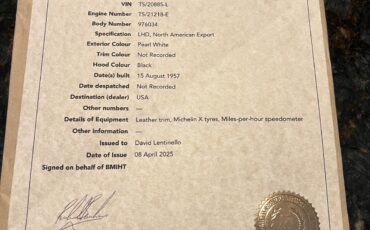 VIN TS/20885-L
Engine Number TS/21218-E
Body Number 976034
Specification LHD, North American Export
Exterior Colour Pearl White
Trim Colour Not Recorded
Hood Colour Black
Date(s) built 15 August 1957
Date despatched Not Recorded
Destination (dealer) USA
Other numbers —
Details of Equipment Leather trim, Michelin X tyres, Miles-per-hour speedometer
Other information —
Issued to David Lentinello
Date of Issue 08 April 2025
Signed on behalf of BMIHT